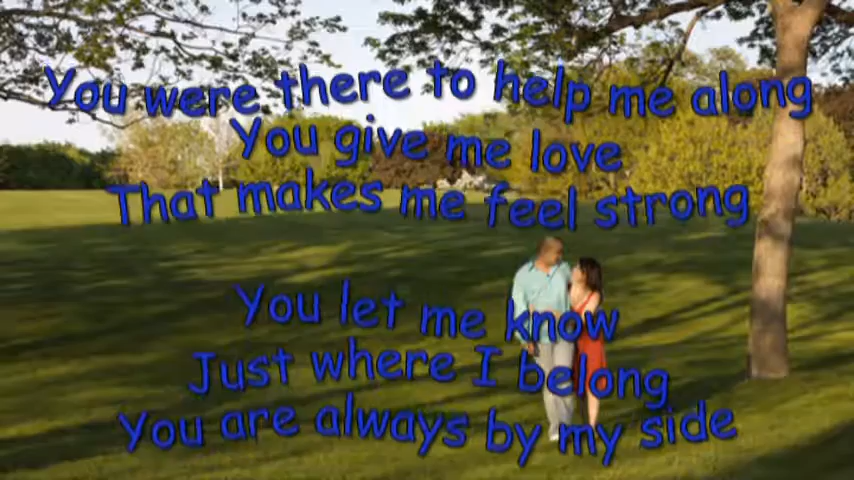 You were there to help me along
You give me love
That makes me feel strong
You let me know
Just where I belong
You are always by my side